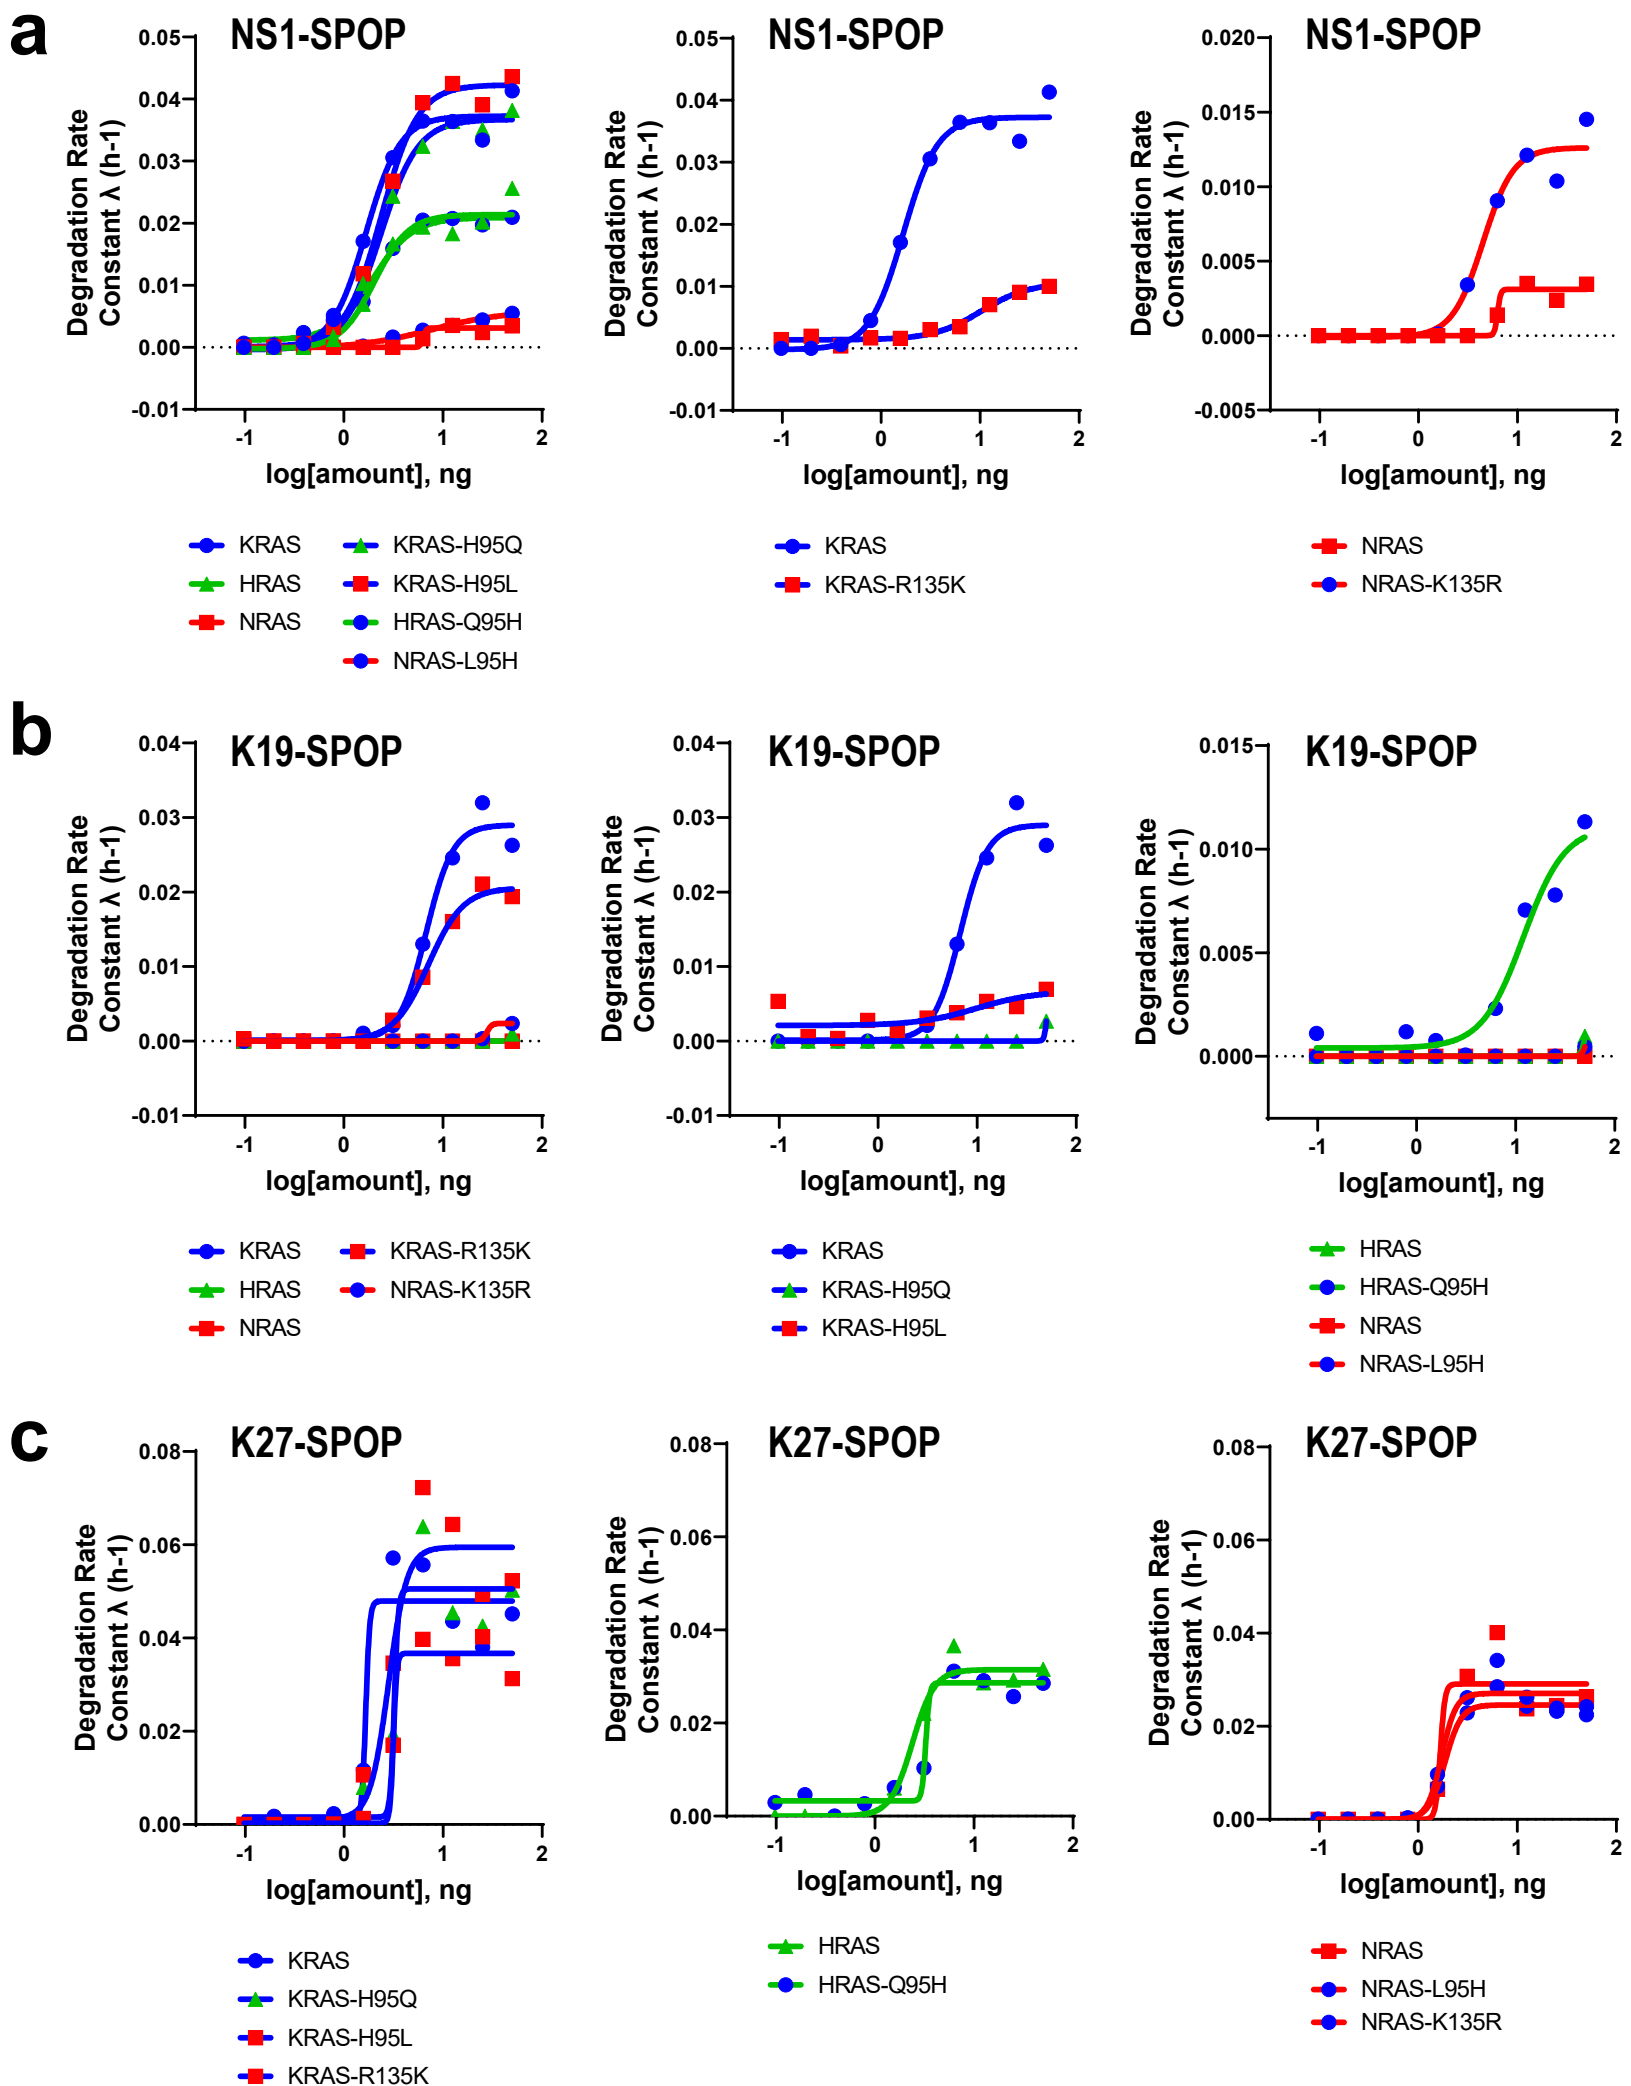 a
NS1-SPOP
0.05
0.04
0.03
0.02
0.01
0.00
-0.01
Degradation Rate
Constant λ (h-1)
-1 0 1 2
log[amount], ng
KRAS
HRAS
NRAS
KRAS-H95Q
KRAS-H95L
HRAS-Q95H
NRAS-L95H
NS1-SPOP
0.05
0.04
0.03
0.02
0.01
0.00
-0.01
Degradation Rate
Constant λ (h-1)
-1 0 1 2
log[amount], ng
KRAS
KRAS-R135K
NS1-SPOP
0.020
0.015
0.010
0.005
0.000
-0.005
Degradation Rate
Constant λ (h-1)
-1 0 1 2
log[amount], ng
NRAS
NRAS-K135R
b
K19-SPOP
0.04
0.03
0.02
0.01
0.00
-0.01
Degradation Rate
Constant λ (h-1)
-1 0 1 2
log[amount], ng
KRAS
HRAS
NRAS
KRAS-R135K
NRAS-K135R
K19-SPOP
0.04
0.03
0.02
0.01
0.00
-0.01
Degradation Rate
Constant λ (h-1)
-1 0 1 2
log[amount], ng
KRAS
KRAS-H95Q
KRAS-H95L
K19-SPOP
0.015
0.010
0.005
0.000
Degradation Rate
Constant λ (h-1)
-1 0 1 2
log[amount], ng
HRAS
HRAS-Q95H
NRAS
NRAS-L95H
c
K27-SPOP
0.08
0.06
0.04
0.02
0.00
Degradation Rate
Constant λ (h-1)
-1 0 1 2
log[amount], ng
KRAS
KRAS-H95Q
KRAS-H95L
KRAS-R135K
K27-SPOP
0.08
0.06
0.04
0.02
0.00
Degradation Rate
Constant λ (h-1)
-1 0 1 2
log[amount], ng
HRAS
HRAS-Q95H
K27-SPOP
0.08
0.06
0.04
0.02
0.00
Degradation Rate
Constant λ (h-1)
-1 0 1 2
log[amount], ng
NRAS
NRAS-L95H
NRAS-K135R